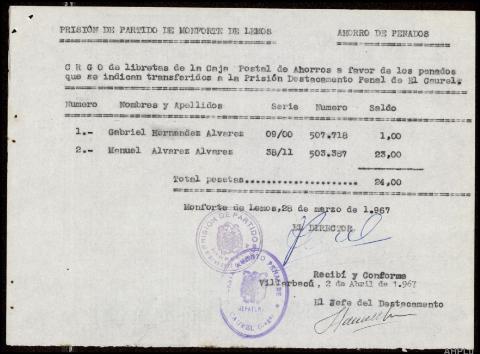 PRISIÓN DE PARTIDO DE MONFORTE DE LEMOS AHORRO DE PENADOS
C R G O de libretas de la Caja Postal de Ahorros a favor de los penados
que se indican transferidos a la Prisión Destacamento Penal de El Caurel.
Numero Nombres y Apellidos Serie Numero Saldo
1.- Gabriel Hernandez Alvarez 09/00 507.718 1,00
2.- Manuel Alvarez Alvarez 38/11 503.387 23,00
Total pesetas..................... 24,00
Monforte de Lemos, 28 de marzo de 1.967
EL DIRECTOR
PRISION DE PARTIDO
Recibí y Conforme
Villarbacú, 2 de Abril de 1.967
El Jefe del Destacamento
JEFATURA